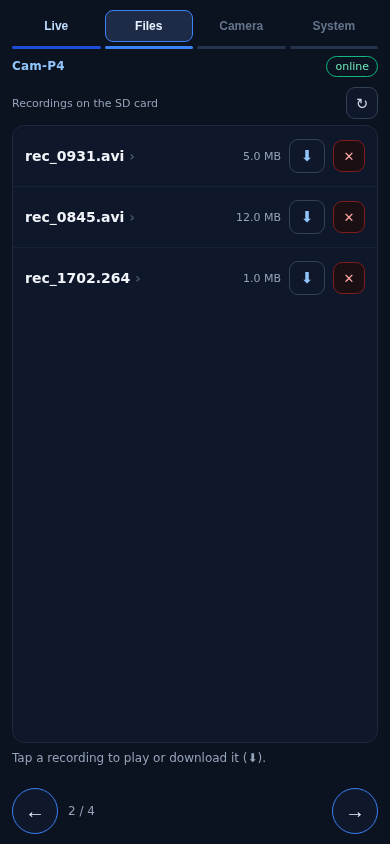 Live Files Camera System
Cam-P4 online
Recordings on the SD card ↻
rec_0931.avi › 5.0 MB ⬇ ✕
rec_0845.avi › 12.0 MB ⬇ ✕
rec_1702.264 › 1.0 MB ⬇ ✕
Tap a recording to play or download it (⬇).
← 2 / 4 →